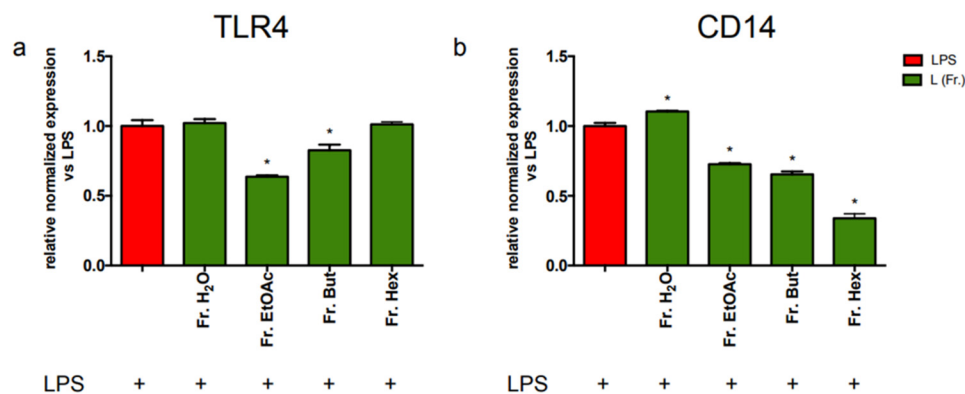 a
TLR4
relative normalized expression
vs LPS
1.5
1.0
0.5
0.0
Fr. H₂O
Fr. EtOAc
Fr. But
Fr. Hex
*
*
LPS + + + + +
b
CD14
relative normalized expression
vs LPS
1.5
1.0
0.5
0.0
Fr. H₂O
Fr. EtOAc
Fr. But
Fr. Hex
*
*
*
*
LPS + + + + +
LPS
L (Fr.)